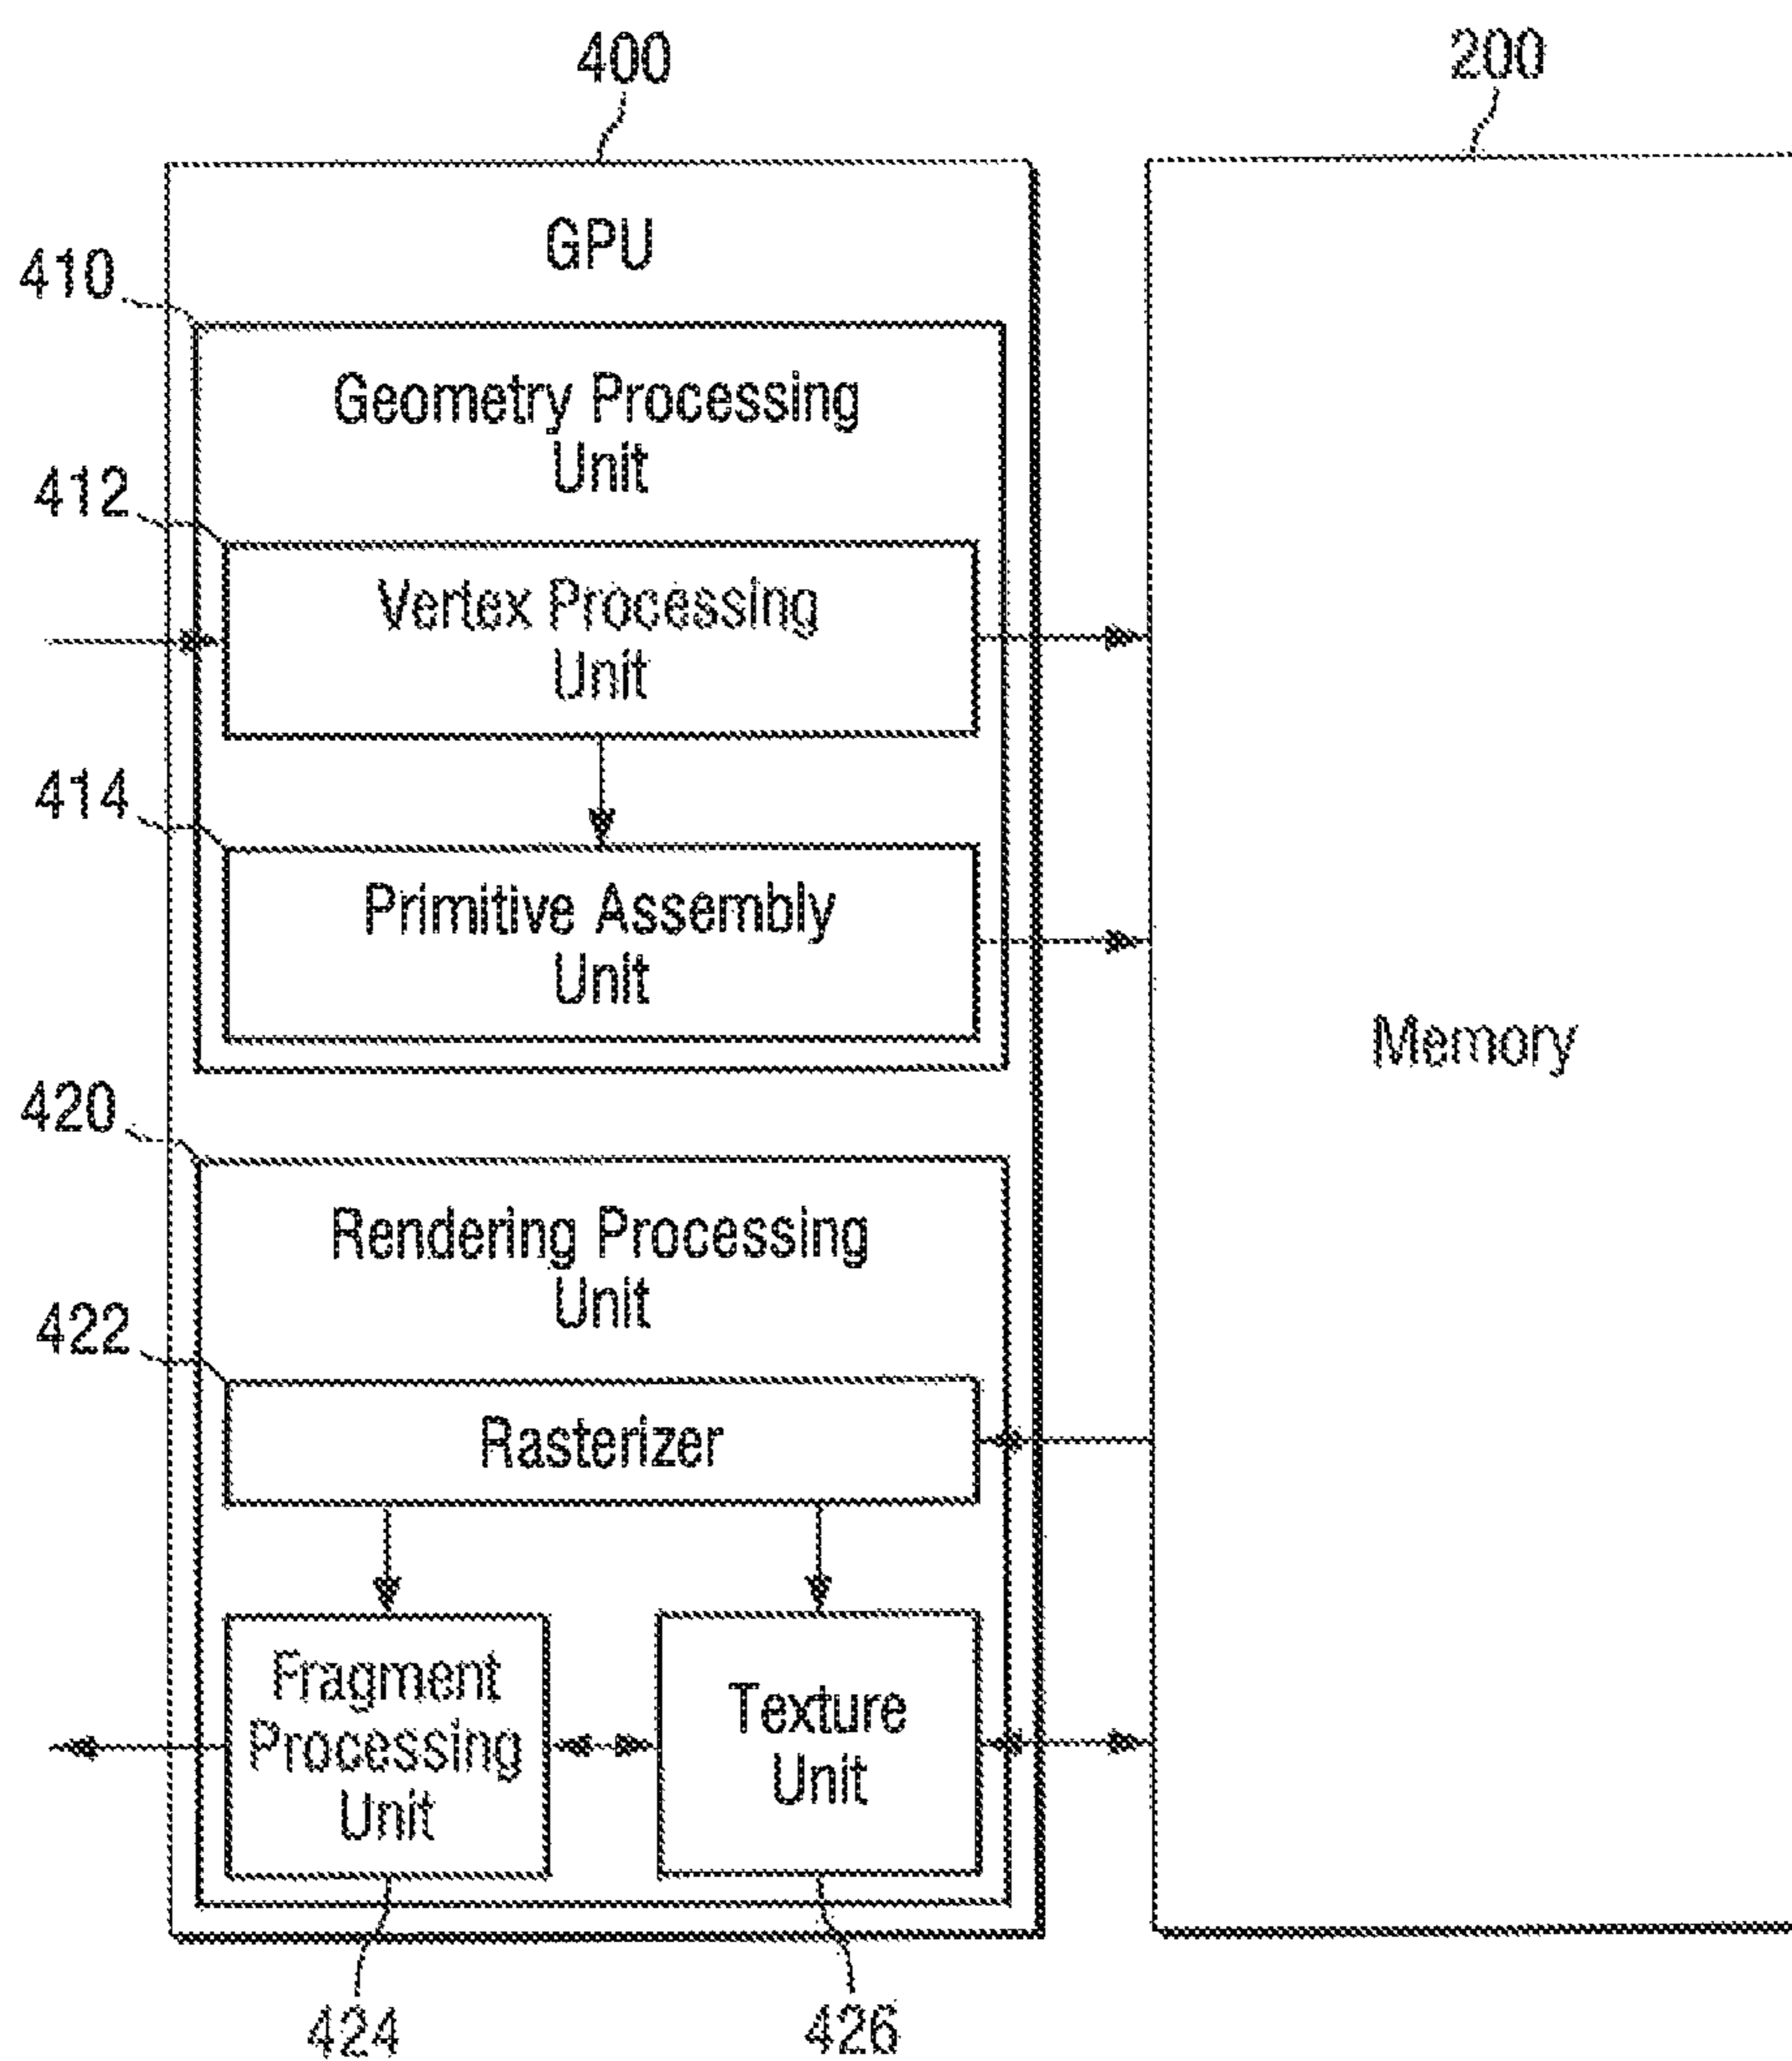 400
200
GPU
410
Geometry Processing
Unit
412
Vertex Processing
Unit
414
Primitive Assembly
Unit
Memory
420
Rendering Processing
Unit
422
Rasterizer
Fragment
Processing
Unit
Texture
Unit
424
426